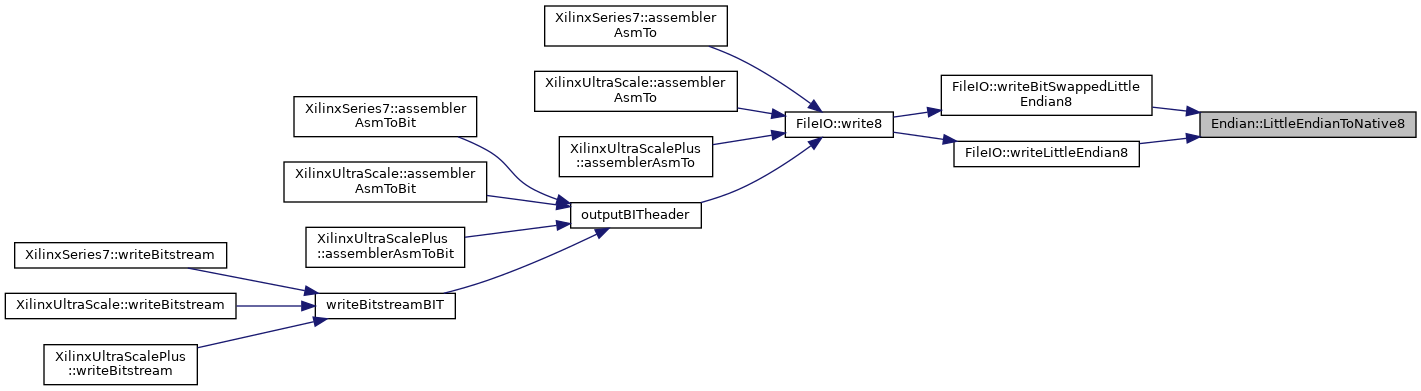 XilinxSeries7::assembler
AsmTo
XilinxUltraScale::assembler
AsmTo
XilinxSeries7::assembler
AsmToBit
FileIO::writeBitSwappedLittle
Endian8
FileIO::write8
Endian::LittleEndianToNative8
XilinxUltraScalePlus
::assemblerAsmTo
FileIO::writeLittleEndian8
XilinxUltraScale::assembler
AsmToBit
outputBITheader
XilinxUltraScalePlus
::assemblerAsmToBit
XilinxSeries7::writeBitstream
XilinxUltraScale::writeBitstream
writeBitstreamBIT
XilinxUltraScalePlus
::writeBitstream